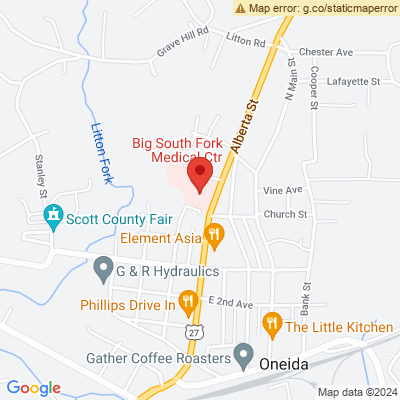 Map error: g.co/staticmaperror
Grave Hill Rd
Litton Rd
Chester Ave
Lafayette St
N Main St
Cooper St
Alberta St
Litton Fork
Stanley St
Big South Fork
Medical Ctr
Vine Ave
Church St
Scott County Fair
Element Asia
G & R Hydraulics
Phillips Drive In
E 2nd Ave
Bank St
27
The Little Kitchen
Gather Coffee Roasters
Oneida
Google
Map data ©2024